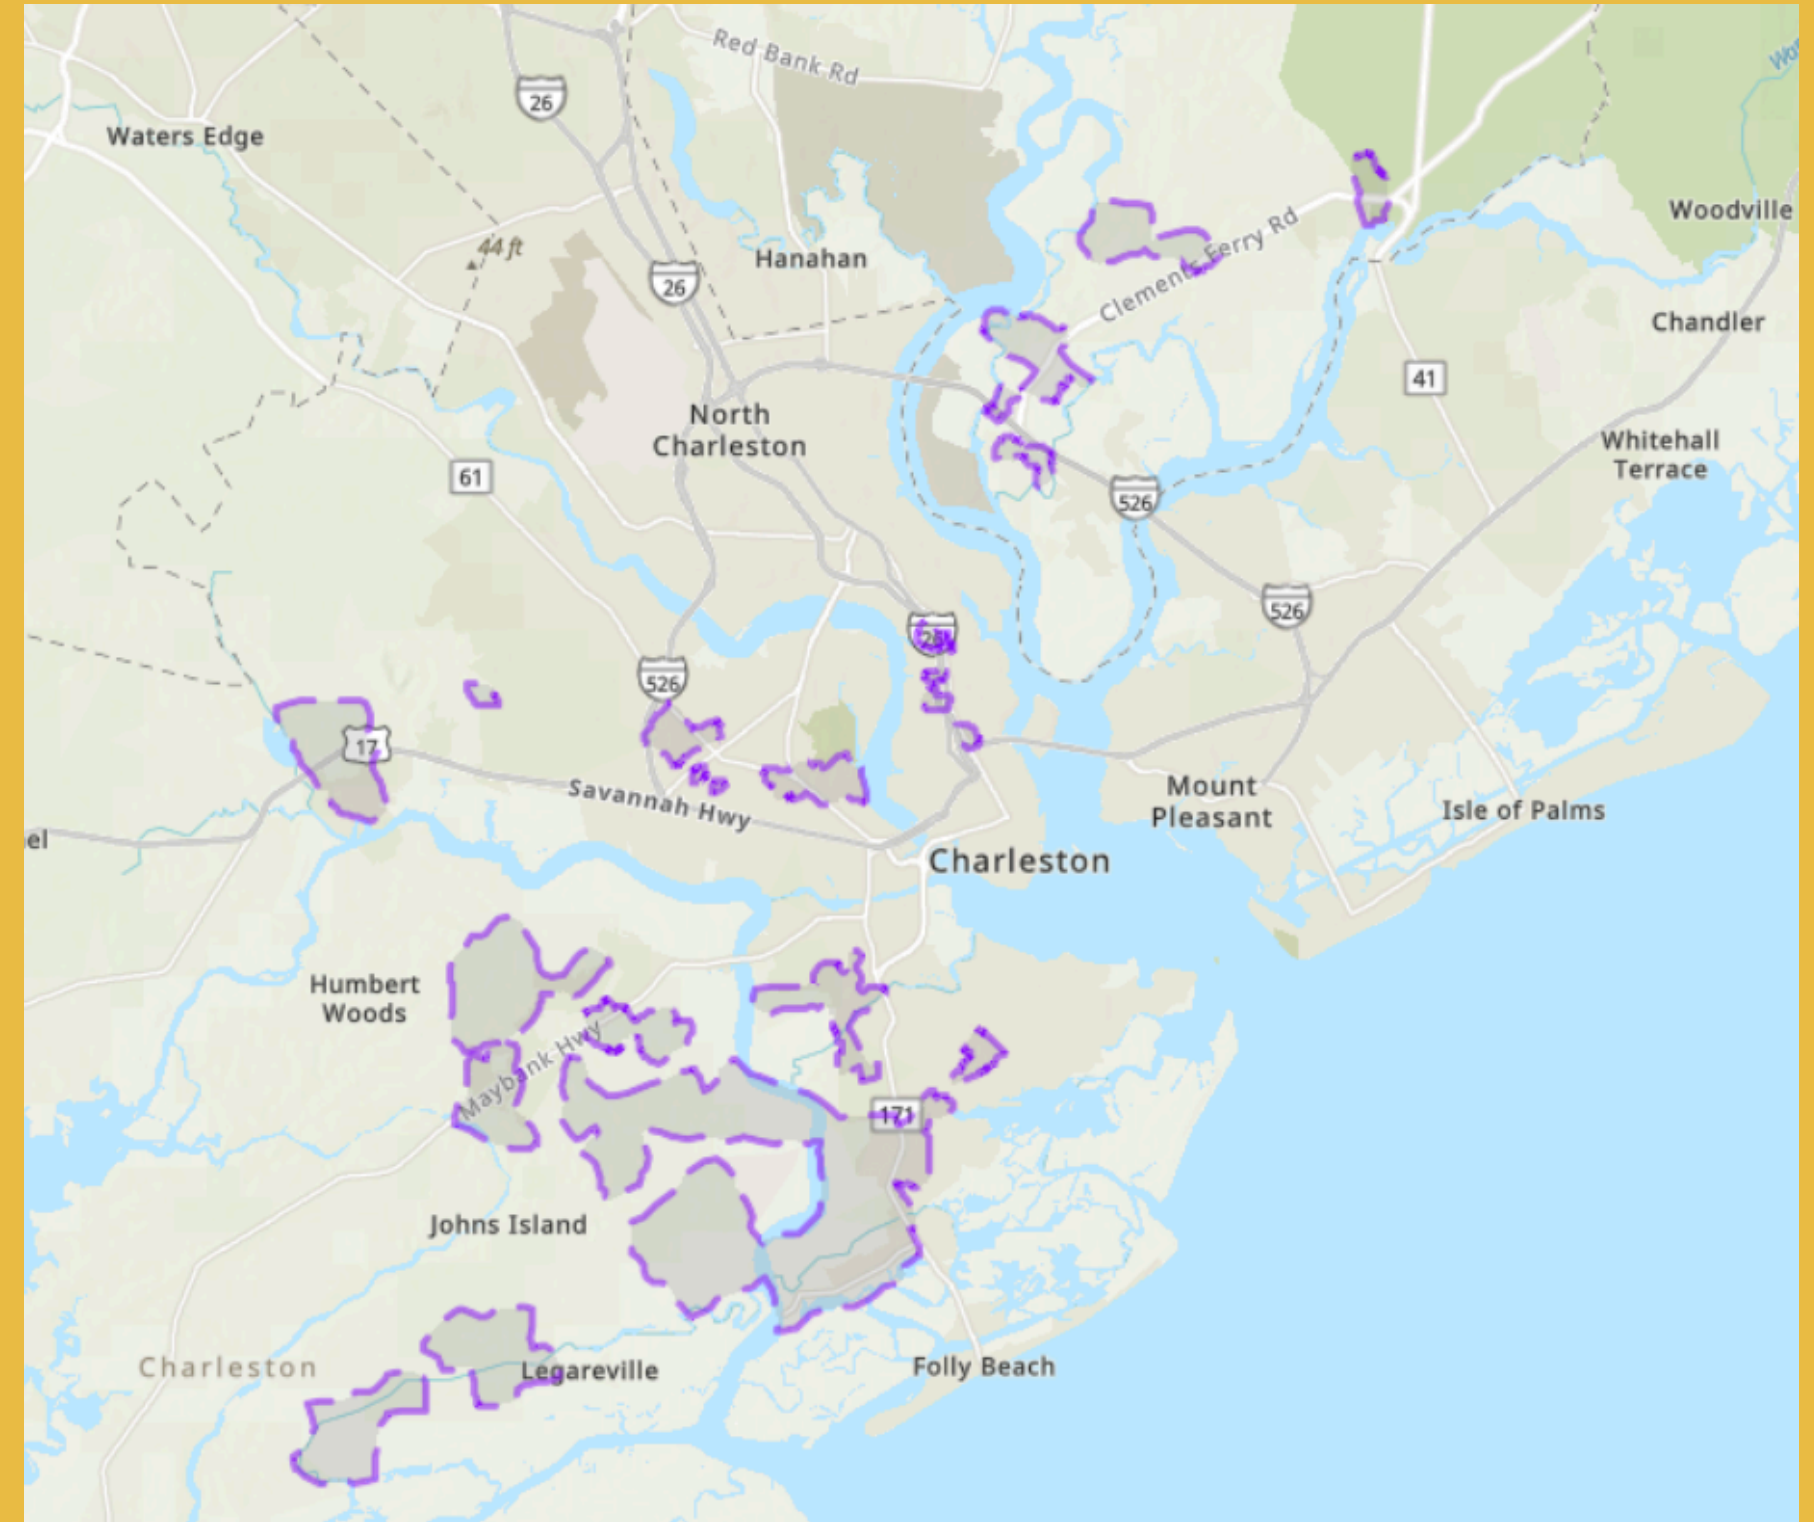 Red Bank Rd
26
Waters Edge
Woodville
44 ft
Hanahan
Clements Ferry Rd
26
Chandler
41
North
Charleston
Whitehall
Terrace
61
526
526
26
526
17
Savannah Hwy
Mount
Pleasant
Isle of Palms
Charleston
Humbert
Woods
Maybank Hwy
171
Johns Island
Charleston
Legareville
Folly Beach